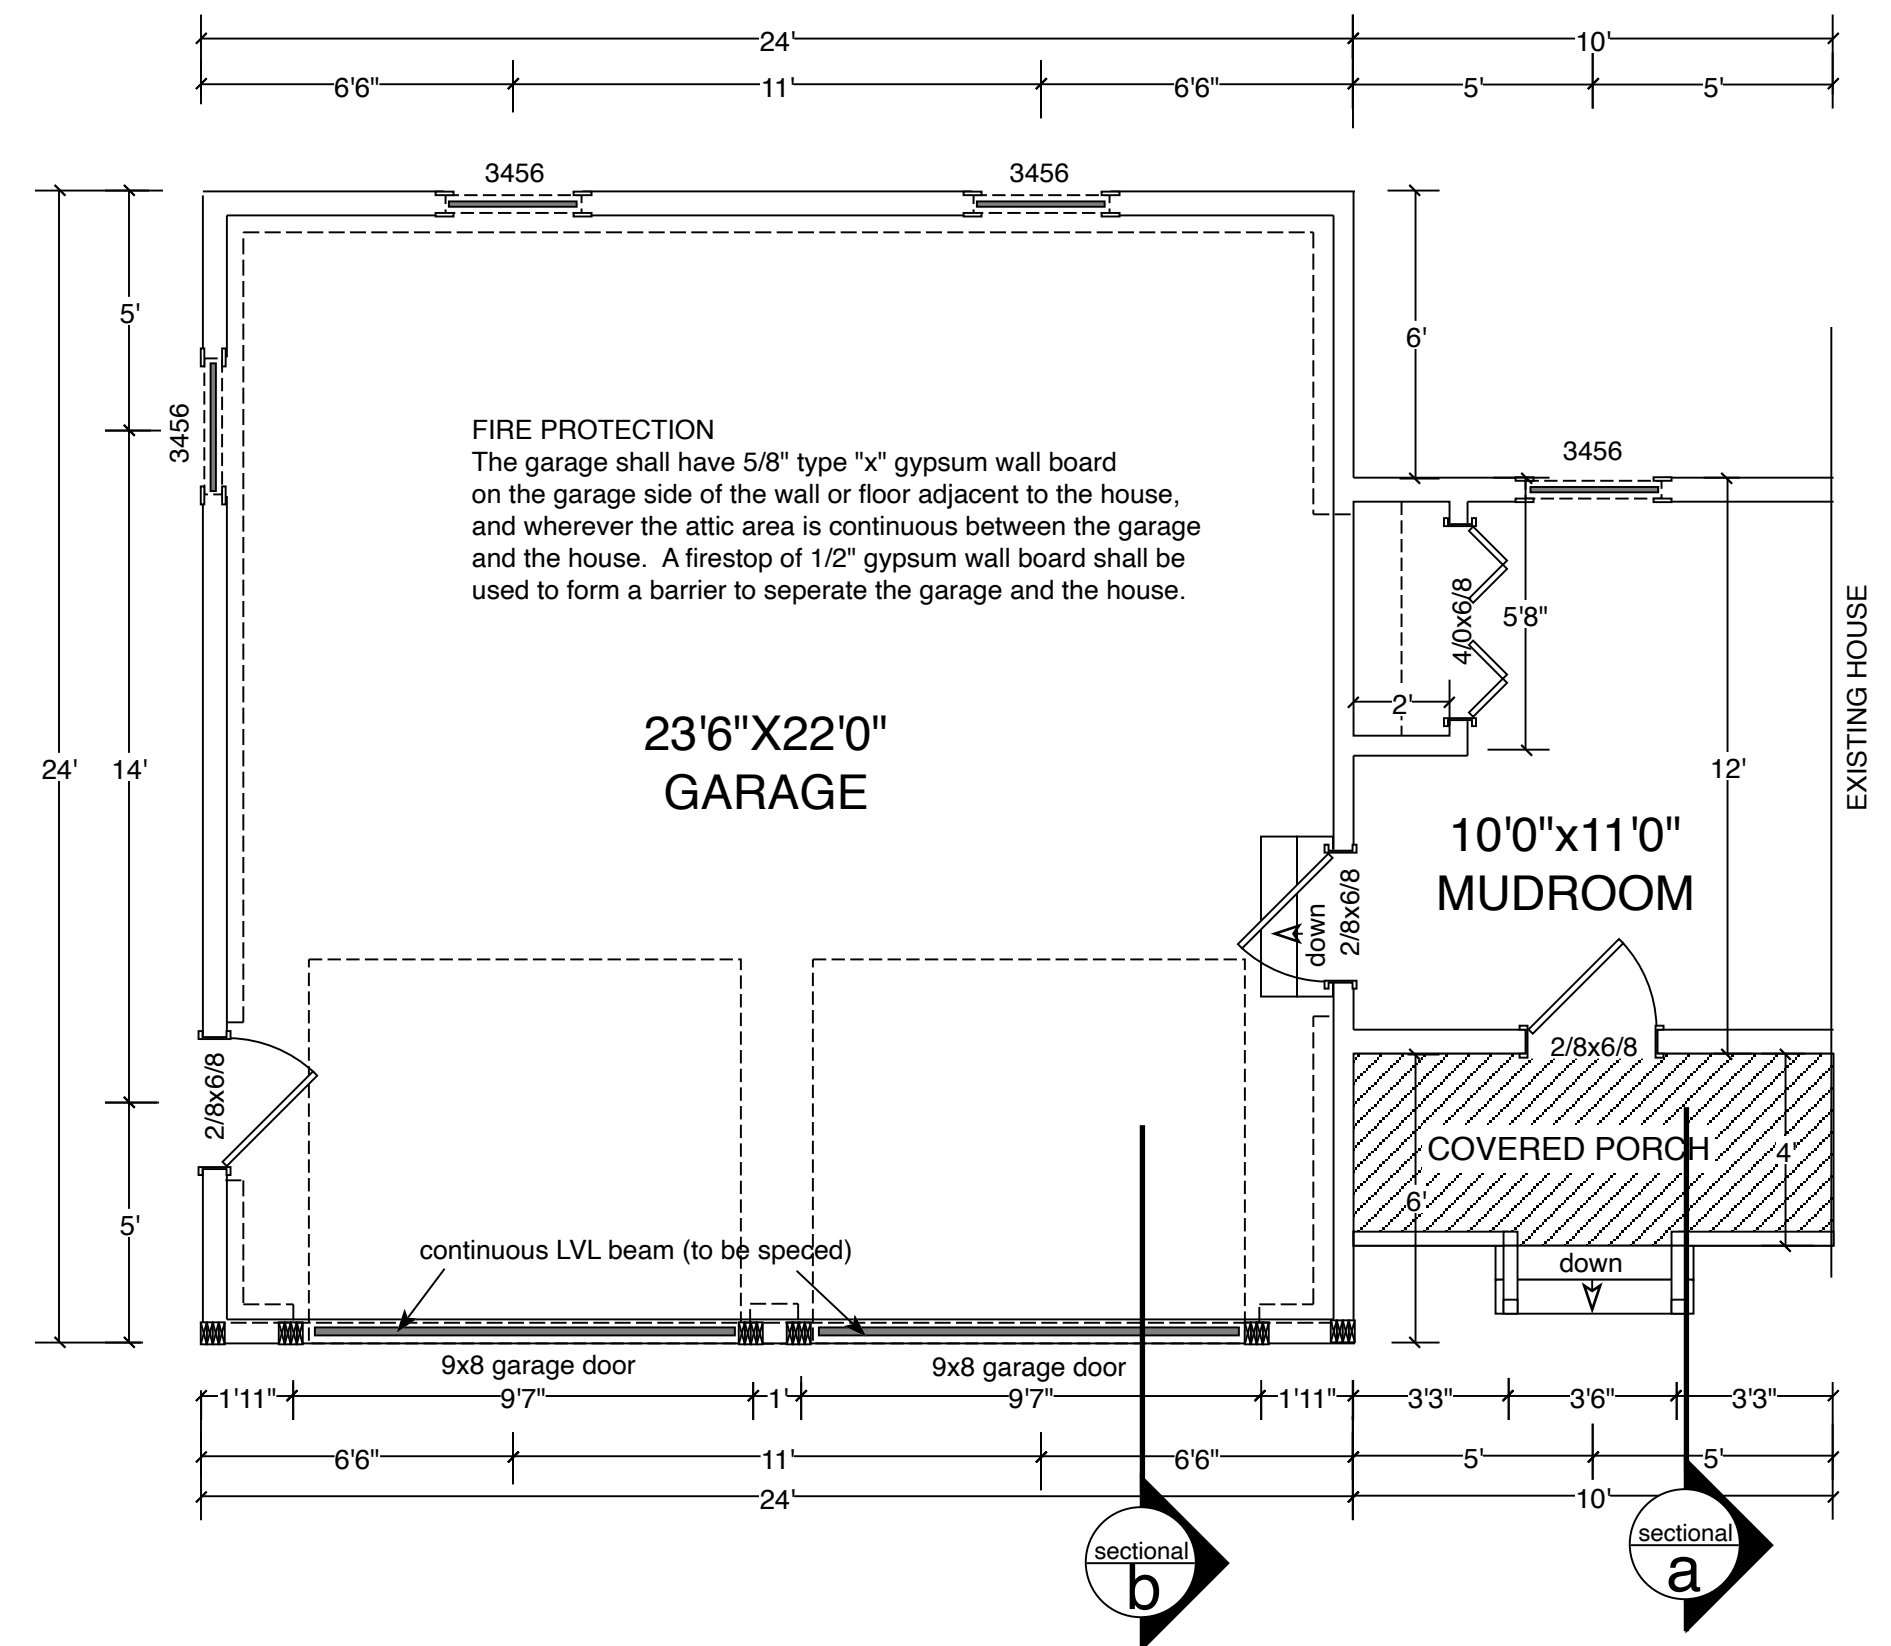 24'
10'
6'6"
11'
6'6"
5'
5'
3456
3456
5'
6'
3456
3456
FIRE PROTECTION
The garage shall have 5/8" type "x" gypsum wall board
on the garage side of the wall or floor adjacent to the house,
and wherever the attic area is continuous between the garage
and the house.  A firestop of 1/2" gypsum wall board shall be
used to form a barrier to seperate the garage and the house.
4/0x6/8
5'8"
EXISTING HOUSE
2'
23'6"X22'0"
GARAGE
24'
14'
12'
10'0"x11'0"
MUDROOM
down
2/8x6/8
2/8x6/8
2/8x6/8
COVERED PORCH
4'
6'
5'
continuous LVL beam (to be speced)
down
9x8 garage door
9x8 garage door
1'11"
9'7"
1'
9'7"
1'11"
3'3"
3'6"
3'3"
6'6"
11'
6'6"
5'
5'
24'
10'
sectional
b
sectional
a